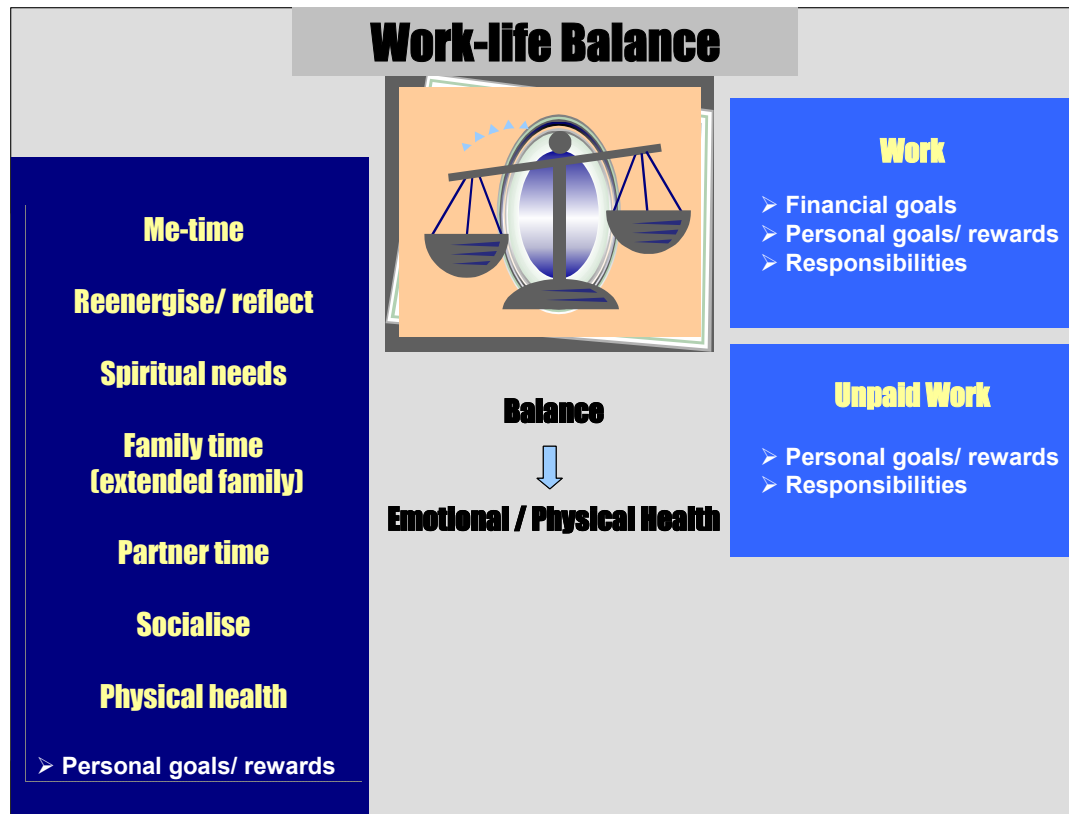 Work-life Balance
Me-time
Reenergise/ reflect
Spiritual needs
Family time
(extended family)
Partner time
Socialise
Physical health
➢ Personal goals/ rewards
Balance
Emotional / Physical Health
Work
➢ Financial goals
➢ Personal goals/ rewards
➢ Responsibilities
Unpaid Work
➢ Personal goals/ rewards
➢ Responsibilities